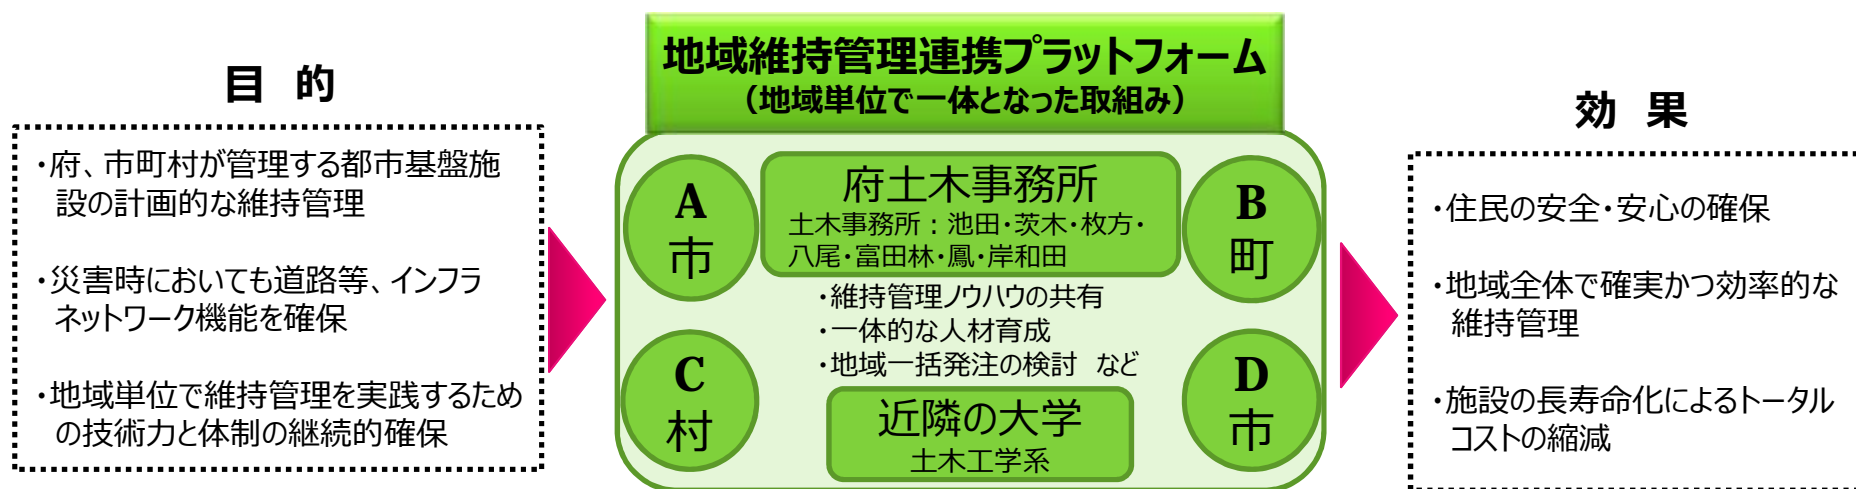 目 的
・府、市町村が管理する都市基盤施
設の計画的な維持管理
・災害時においても道路等、インフラ
ネットワーク機能を確保
・地域単位で維持管理を実践するため
の技術力と体制の継続的確保
地域維持管理連携プラットフォーム
（地域単位で一体となった取組み）
A
市
府土木事務所
土木事務所：池田・茨木・枚方・
八尾・富田林・鳳・岸和田
B
町
・維持管理ノウハウの共有
・一体的な人材育成
・地域一括発注の検討 など
C
村
近隣の大学
土木工学系
D
市
効 果
・住民の安全・安心の確保
・地域全体で確実かつ効率的な
維持管理
・施設の長寿命化によるトータル
コストの縮減